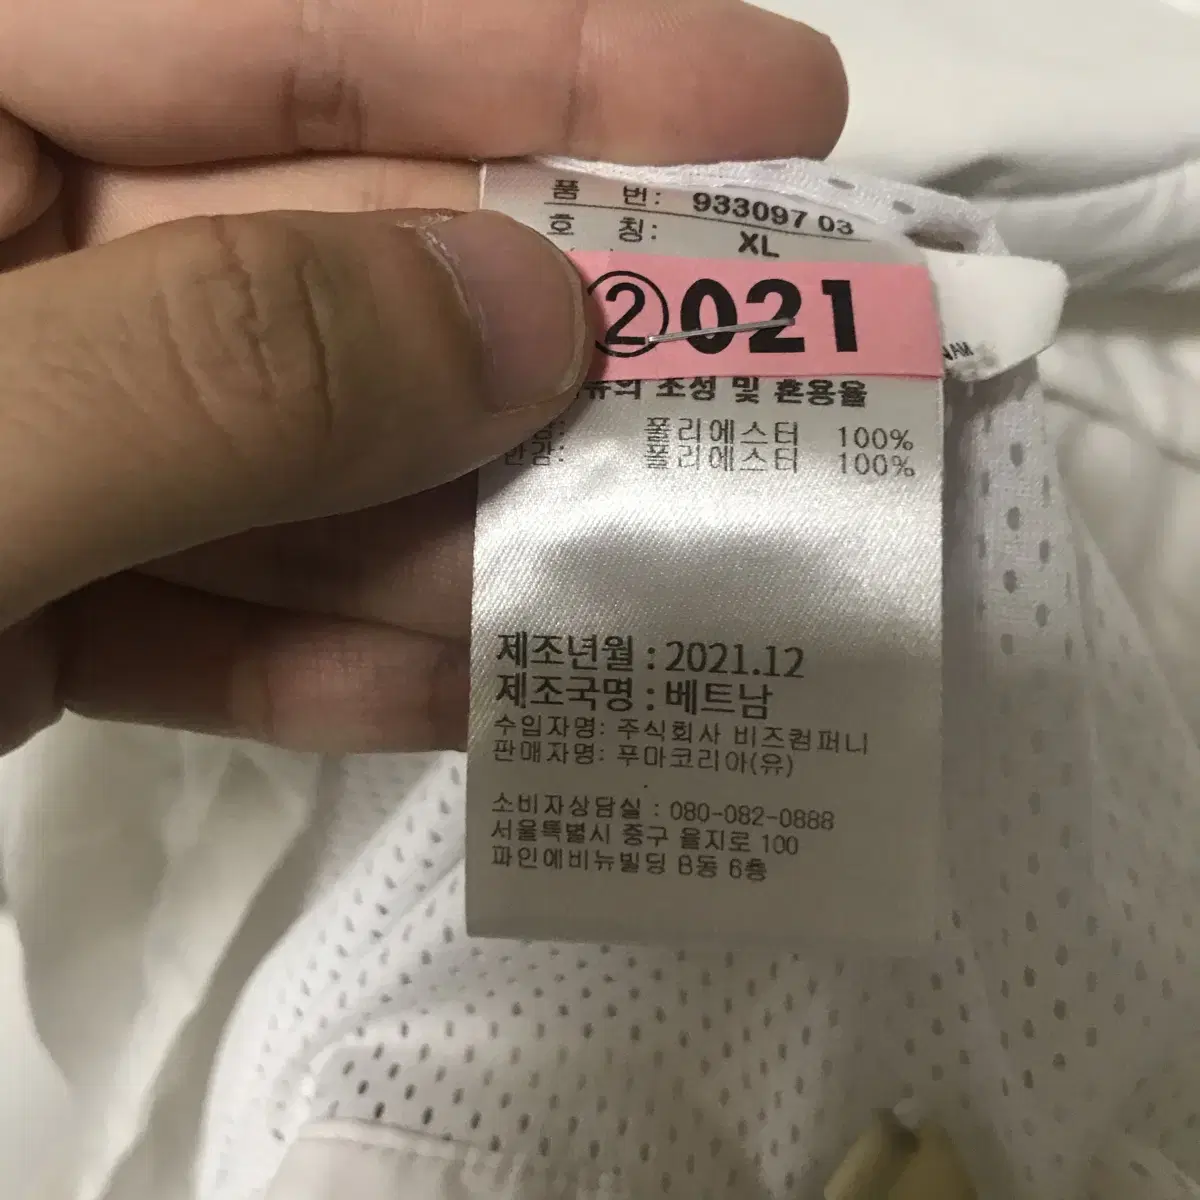 품 번: 933097 03
호 칭: XL
②021
조성 및 혼용율
폴리에스터 100%
안감: 폴리에스터 100%
제조년월 : 2021.12
제조국명 : 베트남
수입자명: 주식회사 비즈컴퍼니
판매자명: 푸마코리아(유)
소비자상담실 : 080-082-0888
서울특별시 중구 을지로 100
파인에비뉴빌딩 B동 6층